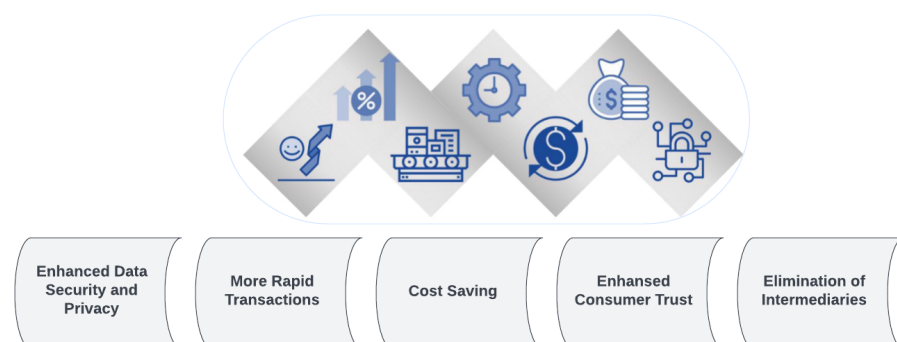 %
$
$
Enhanced Data
Security and
Privacy
More Rapid
Transactions
Cost Saving
Enhansed
Consumer Trust
Elimination of
Intermediaries